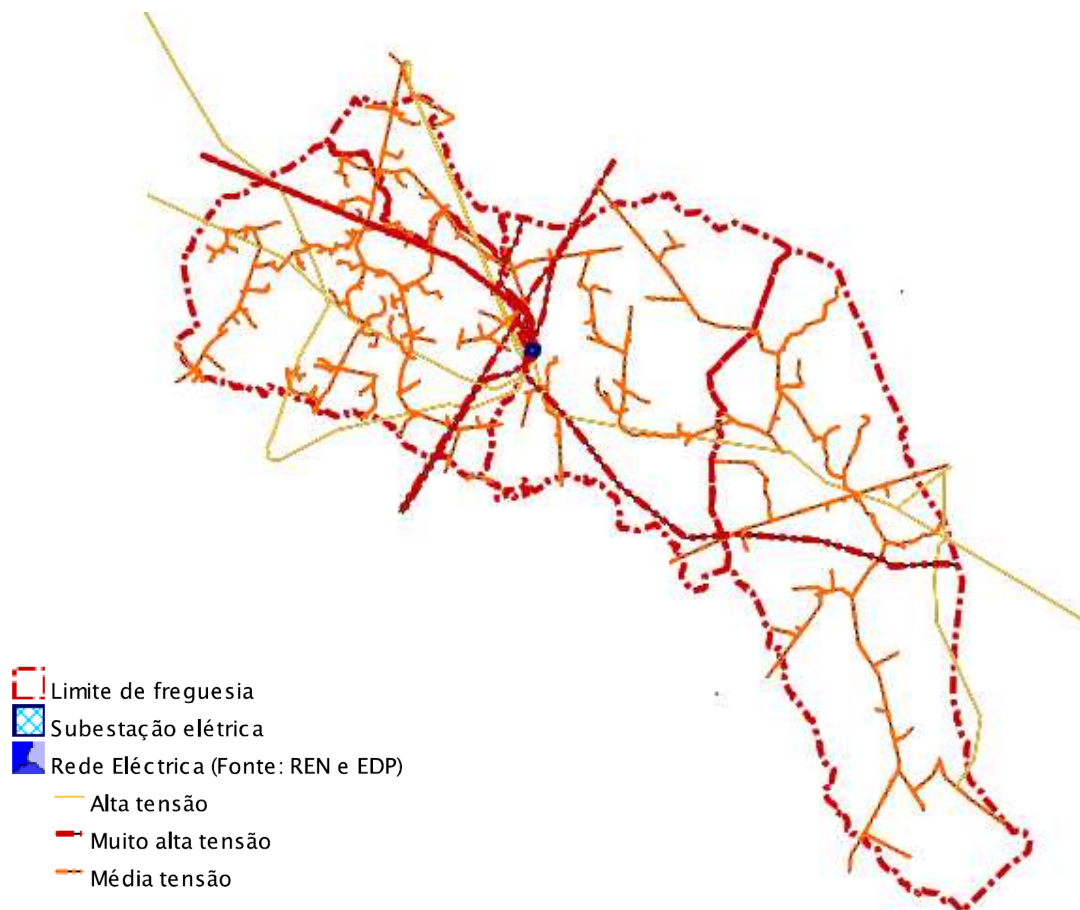 Limite de freguesia
Subestação elétrica
Rede Eléctrica (Fonte: REN e EDP)
Alta tensão
Muito alta tensão
Média tensão